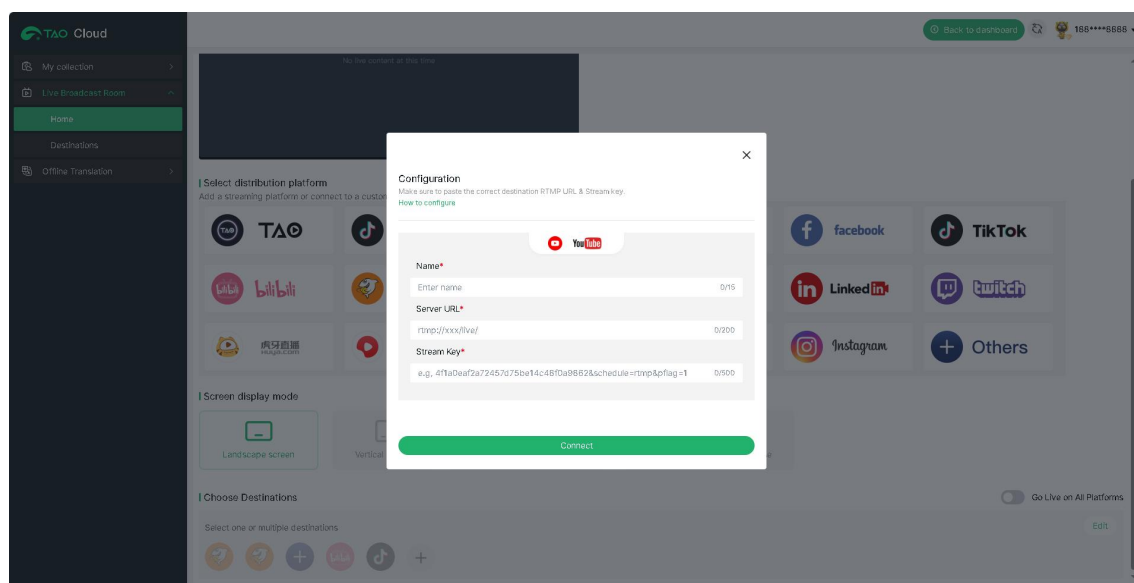 TAO Cloud
Back to dashboard
188****8888
My collection
No live content at this time
Live Broadcast Room
Home
Destinations
Offline Translation
Configuration
Make sure to paste the correct destination RTMP URL & Stream key.
How to configure
YouTube
Name*
Enter name 0/15
Server URL*
rtmp://xxx/live/ 0/200
Stream Key*
e.g, 4f1a0eaf2a72457d75be14c48f0a9862&schedule=rtmp&pflag=1 0/500
Connect
Select distribution platform
Add a streaming platform or connect to a custom
TAO
facebook
TikTok
bilibili
LinkedIn
twitch
虎牙直播
Instagram
Others
Screen display mode
Landscape screen
Vertical
Choose Destinations
Go Live on All Platforms
Select one or multiple destinations
Edit